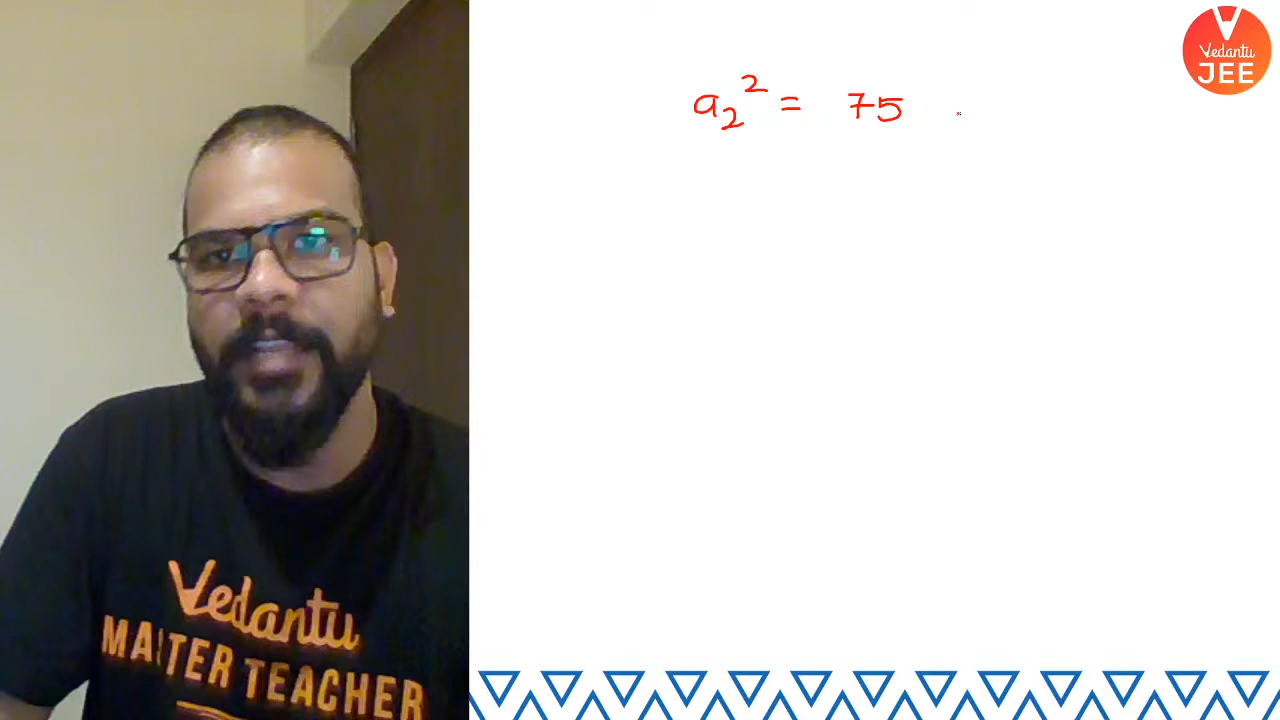 Vedantu
JEE
a₂² = 75
Vedantu
MASTER TEACHER